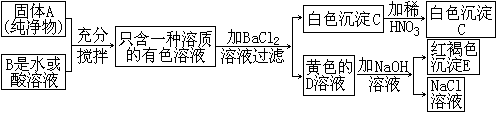 固体A
(纯净物)
B是水或
酸溶液
充分
搅拌
只含一种溶质
的有色溶液
加BaCl₂
溶液过滤
白色沉淀C
加稀
HNO₃
白色沉淀
C
黄色的
D溶液
加NaOH
溶液
红褐色
沉淀E
NaCl
溶液